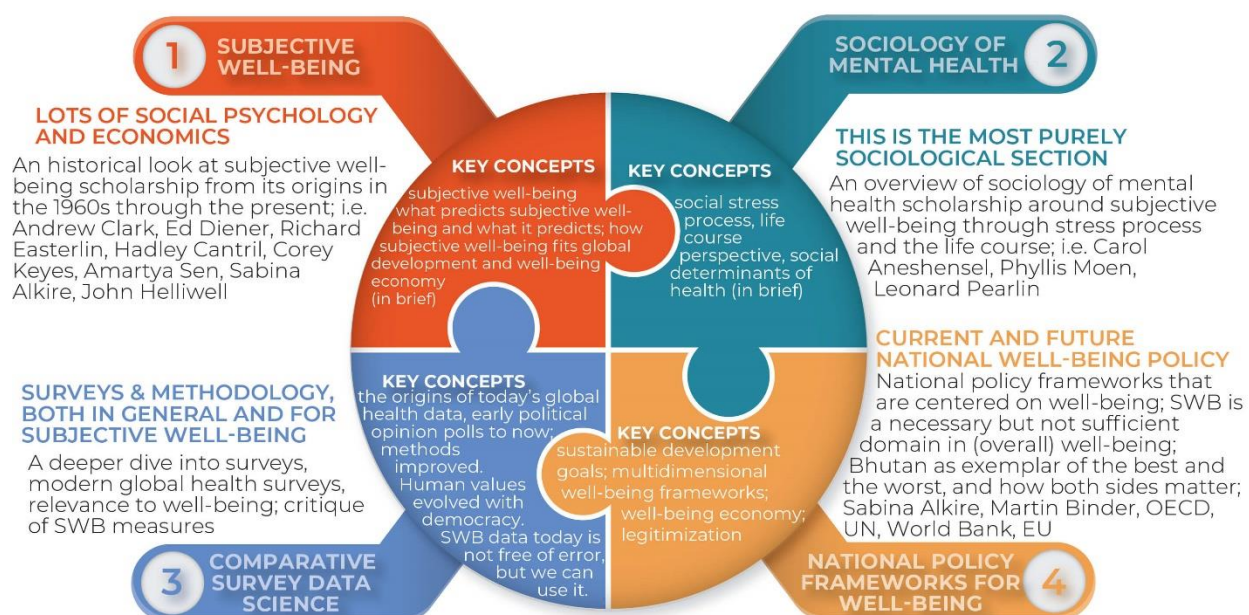 1
SUBJECTIVE
WELL-BEING
LOTS OF SOCIAL PSYCHOLOGY
AND ECONOMICS
An historical look at subjective well-
being scholarship from its origins in
the 1960s through the present; i.e.
Andrew Clark, Ed Diener, Richard
Easterlin, Hadley Cantril, Corey
Keyes, Amartya Sen, Sabina
Alkire, John Helliwell
KEY CONCEPTS
subjective well-being
what predicts subjective well-
being and what it predicts; how
subjective well-being fits global
development and well-being
economy
(in brief)
SOCIOLOGY OF
MENTAL HEALTH
2
THIS IS THE MOST PURELY
SOCIOLOGICAL SECTION
An overview of sociology of mental
health scholarship around subjective
well-being through stress process
and the life course; i.e. Carol
Aneshensel, Phyllis Moen,
Leonard Pearlin
KEY CONCEPTS
social stress
process, life
course
perspective, social
determinants of
health (in brief)
SURVEYS & METHODOLOGY,
BOTH IN GENERAL AND FOR
SUBJECTIVE WELL-BEING
A deeper dive into surveys,
modern global health surveys,
relevance to well-being; critique
of SWB measures
3
COMPARATIVE
SURVEY DATA
SCIENCE
KEY CONCEPTS
the origins of today's global
health data, early political
opinion polls to now;
methods
improved.
Human values
evolved with
democracy.
SWB data today is
not free of error,
but we can
use it.
CURRENT AND FUTURE
NATIONAL WELL-BEING POLICY
National policy frameworks that
are centered on well-being; SWB is
a necessary but not sufficient
domain in (overall) well-being;
Bhutan as exemplar of the best and
the worst, and how both sides matter;
Sabina Alkire, Martin Binder, OECD,
UN, World Bank, EU
KEY CONCEPTS
sustainable development
goals; multidimensional
well-being frameworks;
well-being economy;
legitimization
NATIONAL POLICY
FRAMEWORKS FOR
WELL-BEING
4